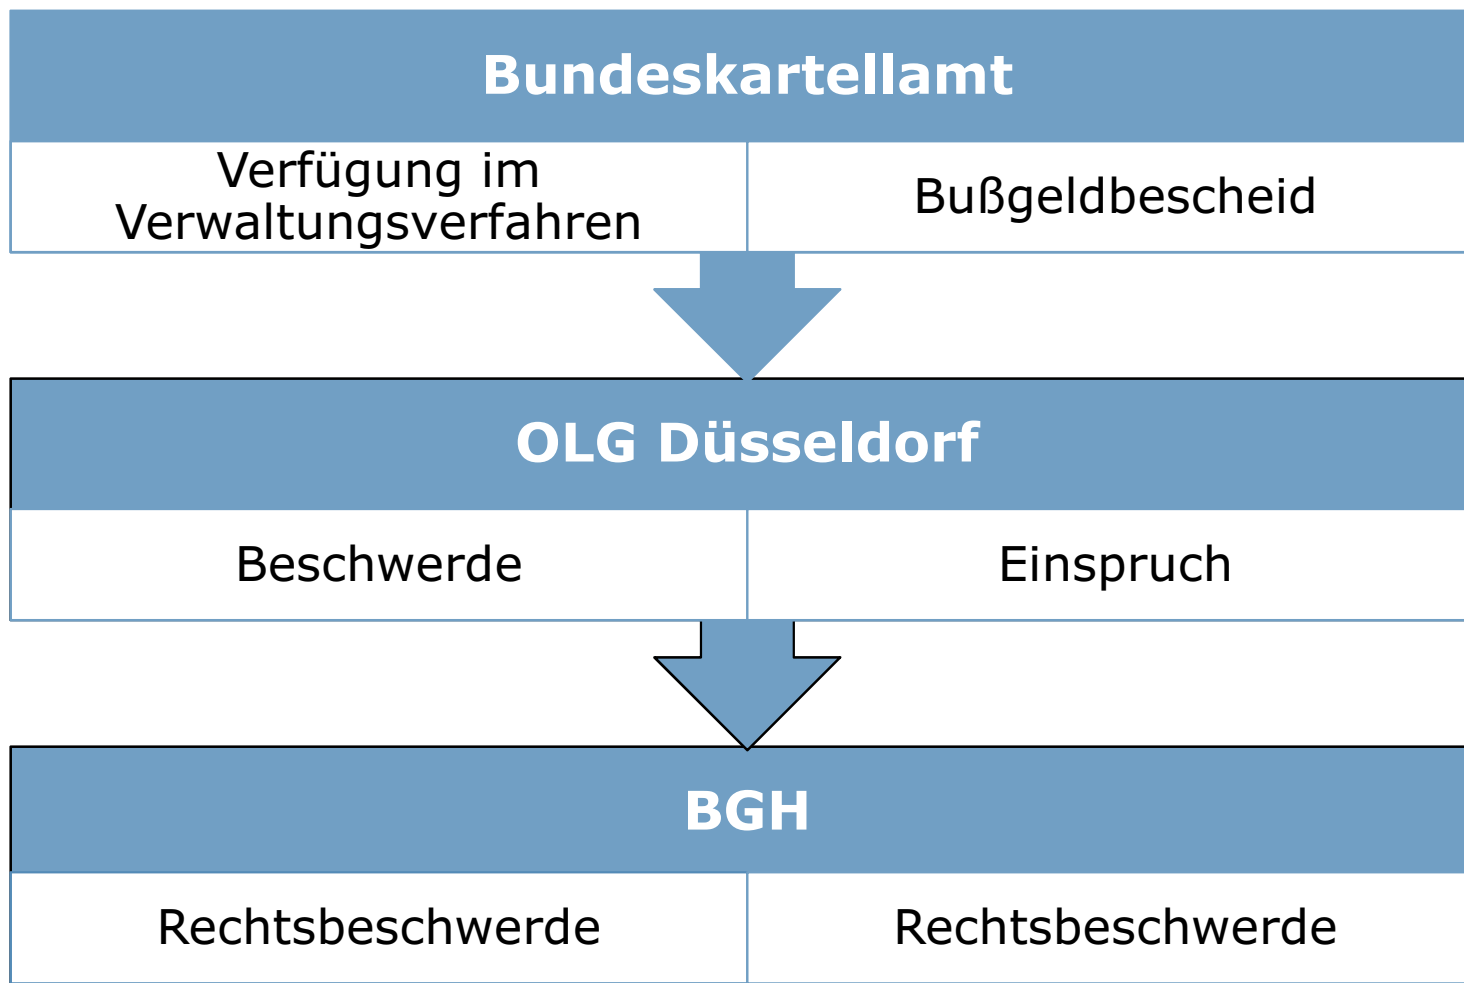 Bundeskartellamt
Verfügung im
Verwaltungsverfahren
Bußgeldbescheid
OLG Düsseldorf
Beschwerde
Einspruch
BGH
Rechtsbeschwerde
Rechtsbeschwerde